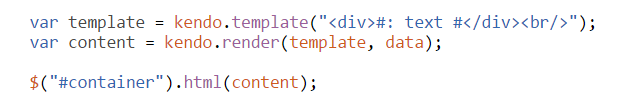 var template = kendo.template("<div>#: text #</div><br/>");
var content = kendo.render(template, data);
$("#container").html(content);